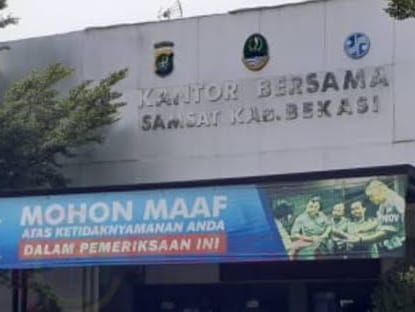 KANTOR BERSAMA
SAMSAT KAB.BEKASI
MOHON MAAF
ATAS KETIDAKNYAMANAN ANDA
DALAM PEMERIKSAAN INI